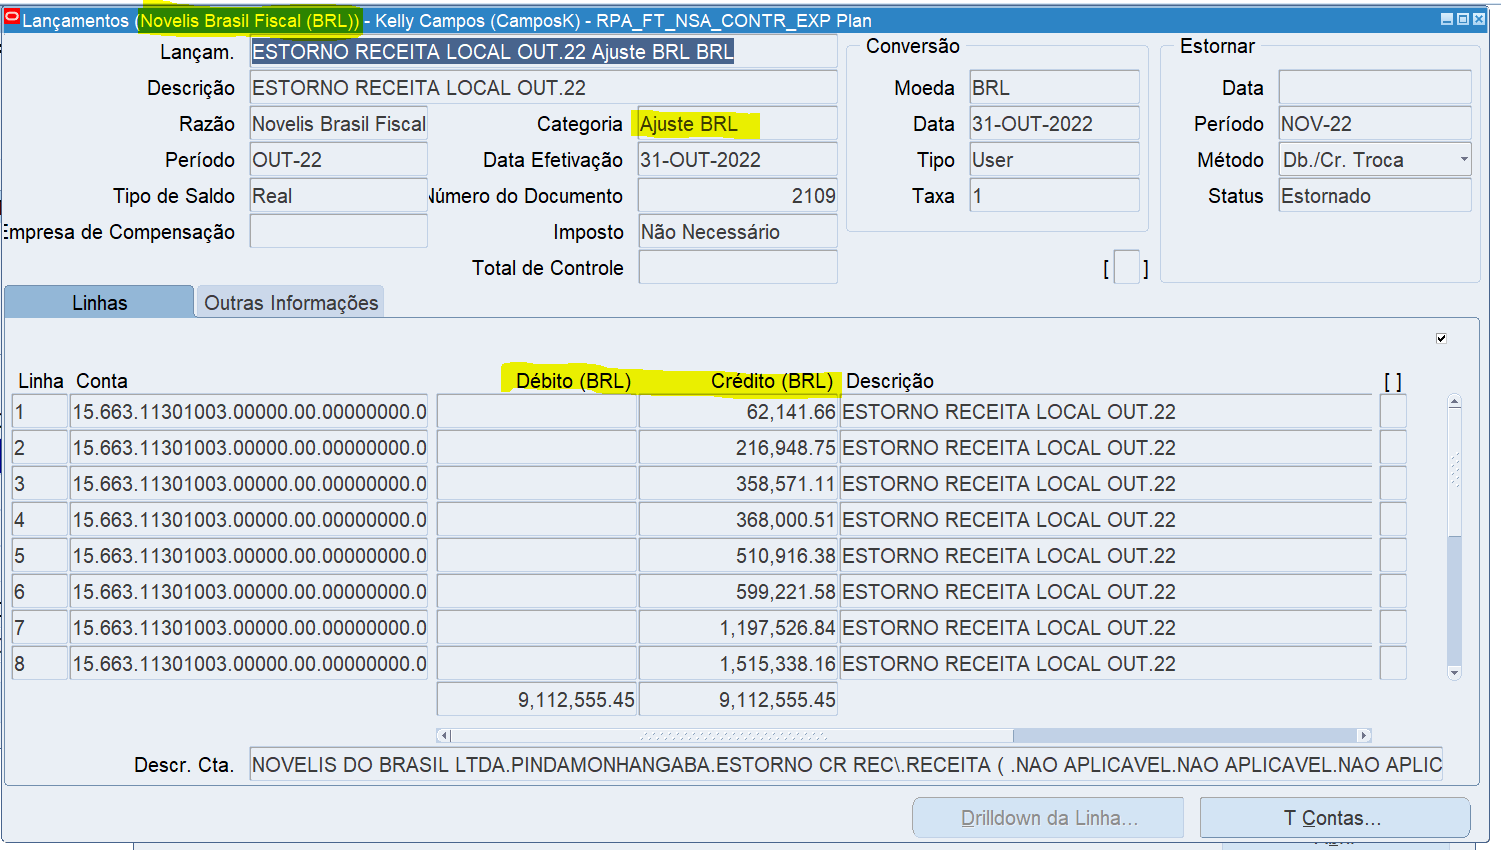 Lançamentos (Novelis Brasil Fiscal (BRL)) - Kelly Campos (CamposK) - RPA_FT_NSA_CONTR_EXP Plan
Lançam. ESTORNO RECEITA LOCAL OUT.22 Ajuste BRL BRL
Descrição ESTORNO RECEITA LOCAL OUT.22
Razão Novelis Brasil Fiscal Categoria Ajuste BRL
Período OUT-22 Data Efetivação 31-OUT-2022
Tipo de Saldo Real Número do Documento 2109
Empresa de Compensação Imposto Não Necessário
Total de Controle
Conversão
Moeda BRL
Data 31-OUT-2022
Tipo User
Taxa 1
[ ]
Estornar
Data
Período NOV-22
Método Db./Cr. Troca
Status Estornado
Linhas Outras Informações
Linha Conta Débito (BRL) Crédito (BRL) Descrição [ ]
1 15.663.11301003.00000.00.00000000.0 62,141.66 ESTORNO RECEITA LOCAL OUT.22
2 15.663.11301003.00000.00.00000000.0 216,948.75 ESTORNO RECEITA LOCAL OUT.22
3 15.663.11301003.00000.00.00000000.0 358,571.11 ESTORNO RECEITA LOCAL OUT.22
4 15.663.11301003.00000.00.00000000.0 368,000.51 ESTORNO RECEITA LOCAL OUT.22
5 15.663.11301003.00000.00.00000000.0 510,916.38 ESTORNO RECEITA LOCAL OUT.22
6 15.663.11301003.00000.00.00000000.0 599,221.58 ESTORNO RECEITA LOCAL OUT.22
7 15.663.11301003.00000.00.00000000.0 1,197,526.84 ESTORNO RECEITA LOCAL OUT.22
8 15.663.11301003.00000.00.00000000.0 1,515,338.16 ESTORNO RECEITA LOCAL OUT.22
9,112,555.45 9,112,555.45
Descr. Cta. NOVELIS DO BRASIL LTDA.PINDAMONHANGABA.ESTORNO CR REC\.RECEITA ( .NAO APLICAVEL.NAO APLICAVEL.NAO APLIC
Drilldown da Linha... T Contas...